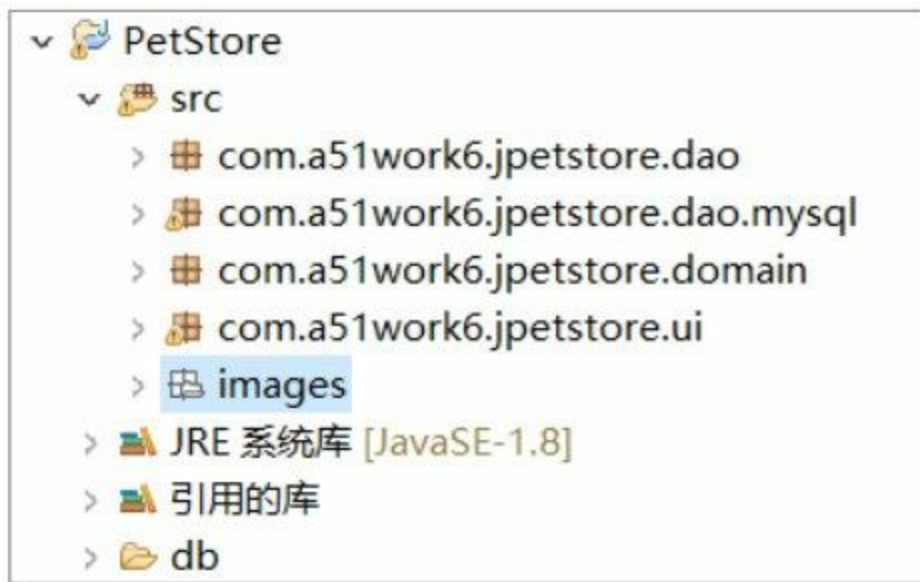 PetStore
src
com.a51work6.jpetstore.dao
com.a51work6.jpetstore.dao.mysql
com.a51work6.jpetstore.domain
com.a51work6.jpetstore.ui
images
JRE 系统库 [JavaSE-1.8]
引用的库
db